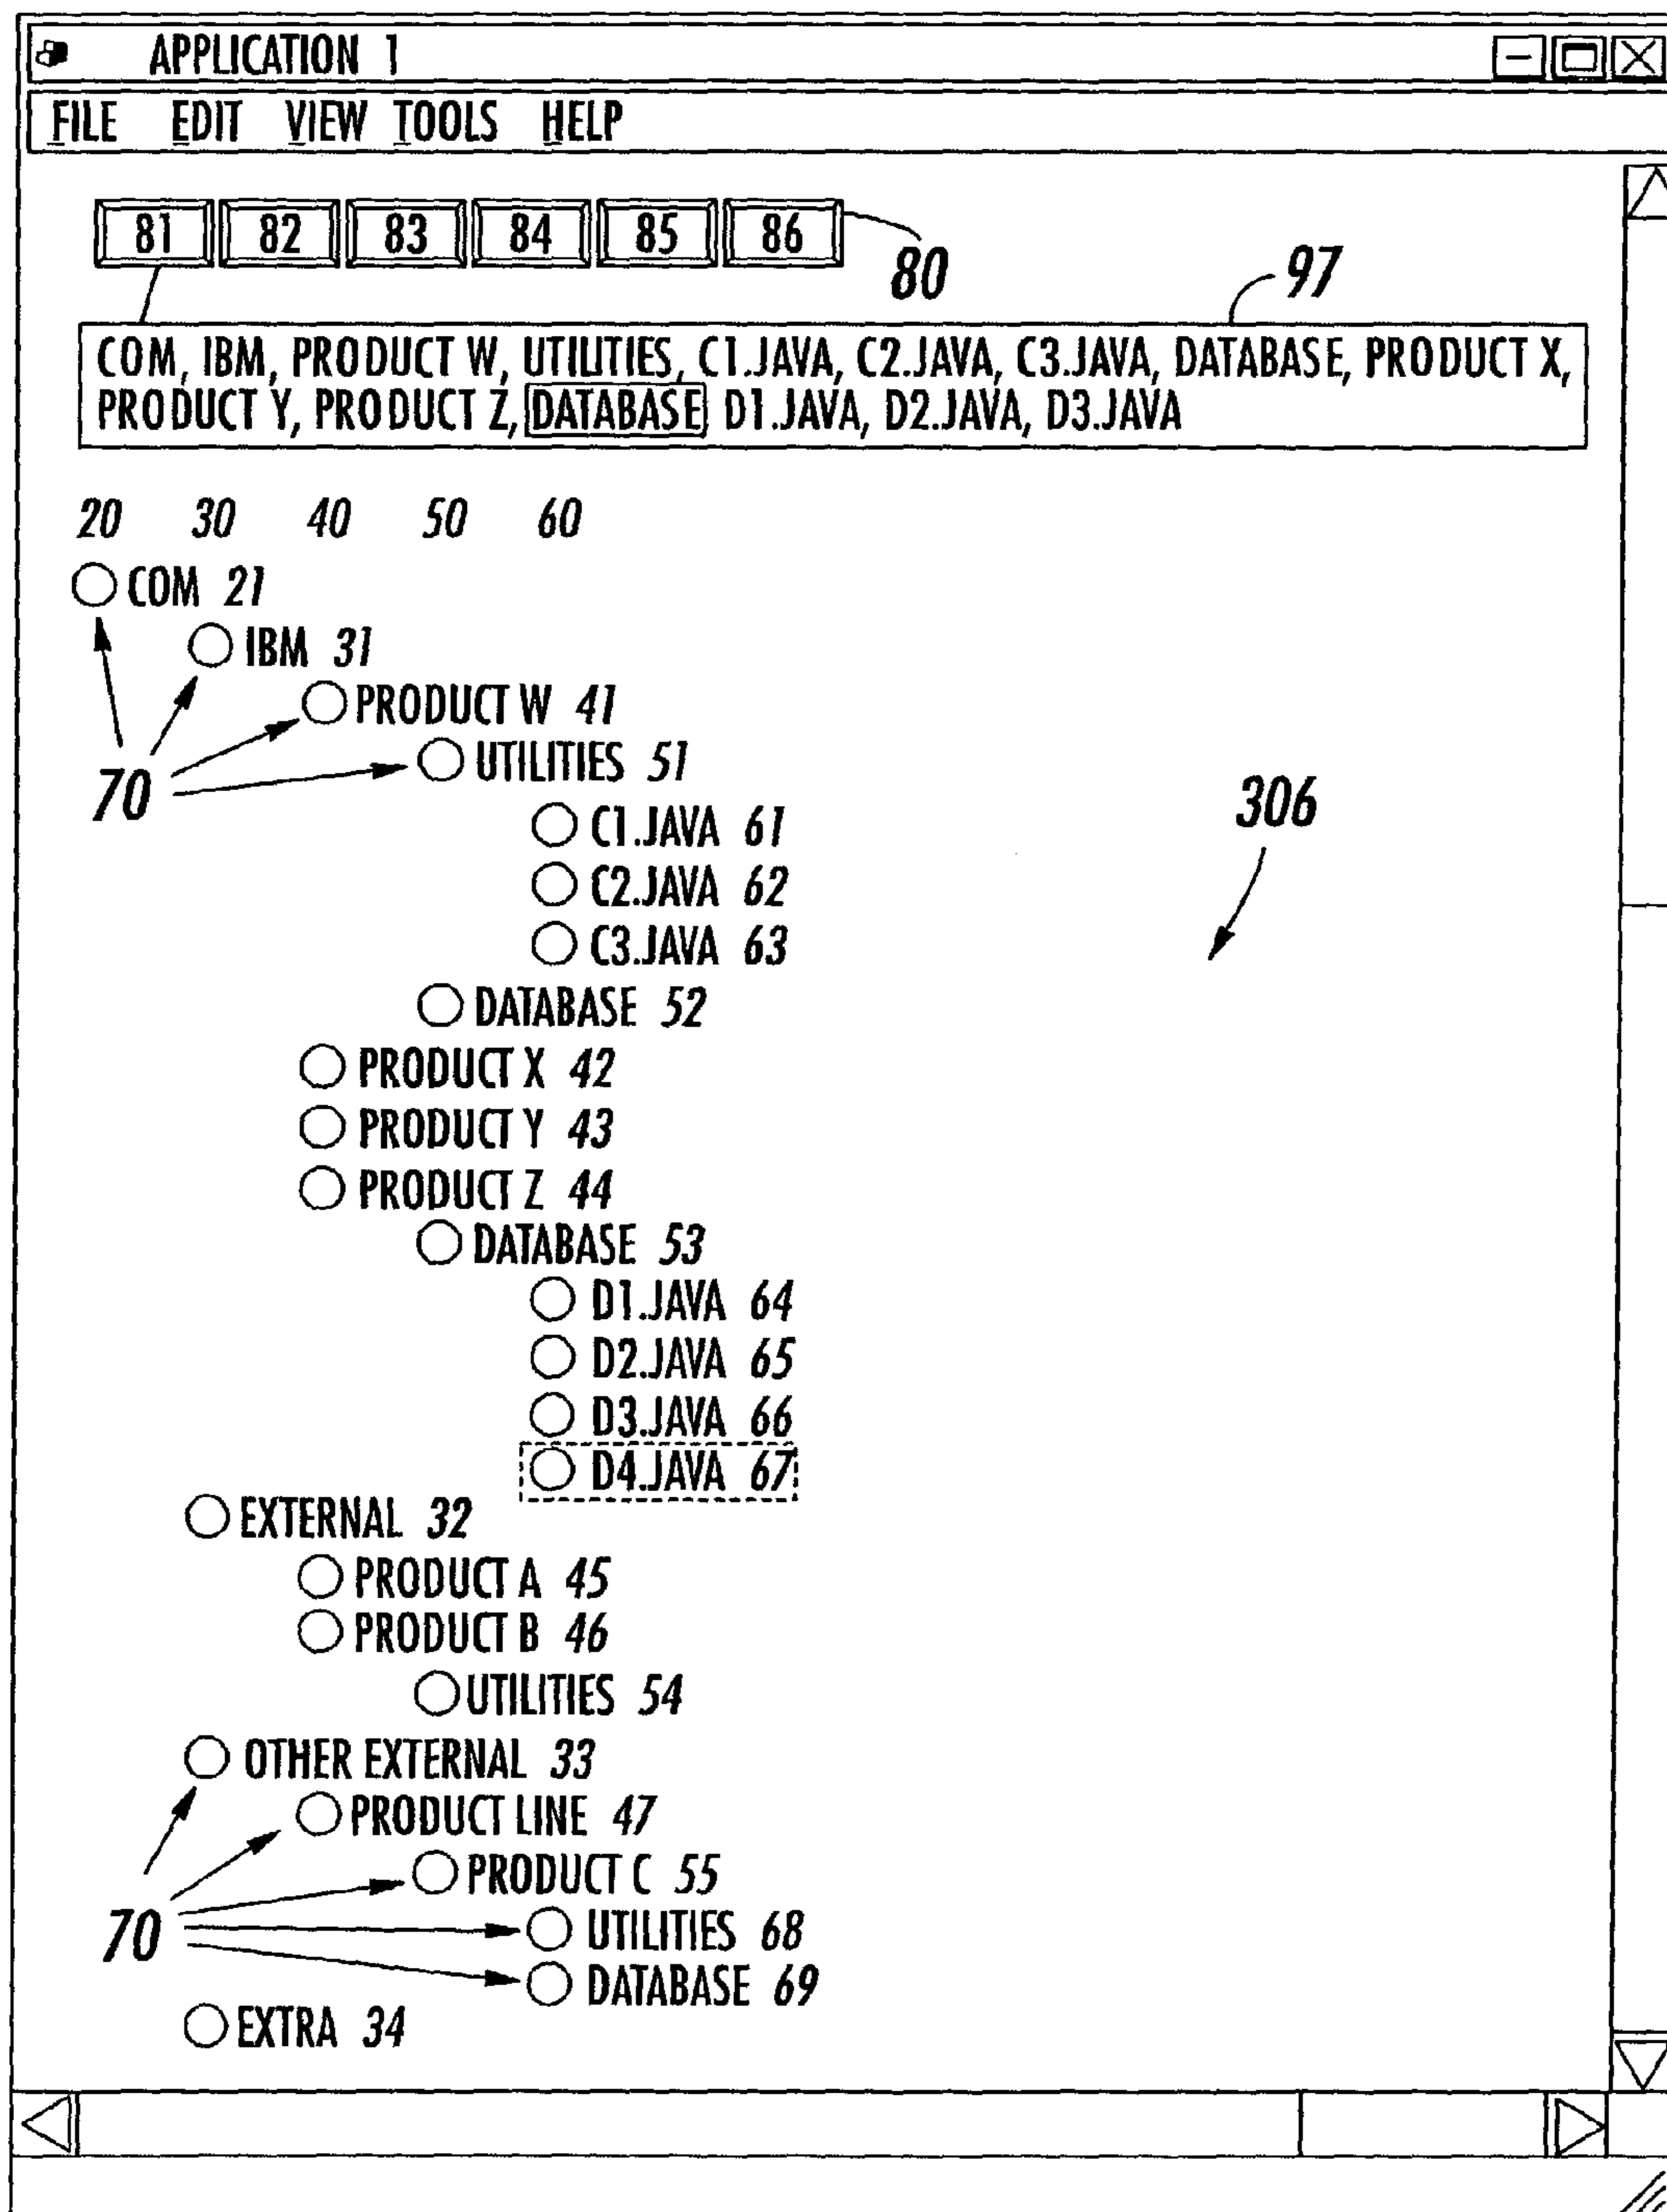 APPLICATION 1
FILE EDIT VIEW TOOLS HELP
81 82 83 84 85 86
80
97
COM, IBM, PRODUCT W, UTILITIES, C1.JAVA, C2.JAVA, C3.JAVA, DATABASE, PRODUCT X,
PRODUCT Y, PRODUCT Z, DATABASE D1.JAVA, D2.JAVA, D3.JAVA
20 30 40 50 60
COM 21
IBM 31
PRODUCT W 41
UTILITIES 51
70
306
C1.JAVA 61
C2.JAVA 62
C3.JAVA 63
DATABASE 52
PRODUCT X 42
PRODUCT Y 43
PRODUCT Z 44
DATABASE 53
D1.JAVA 64
D2.JAVA 65
D3.JAVA 66
D4.JAVA 67
EXTERNAL 32
PRODUCT A 45
PRODUCT B 46
UTILITIES 54
OTHER EXTERNAL 33
PRODUCT LINE 47
PRODUCT C 55
70
UTILITIES 68
DATABASE 69
EXTRA 34